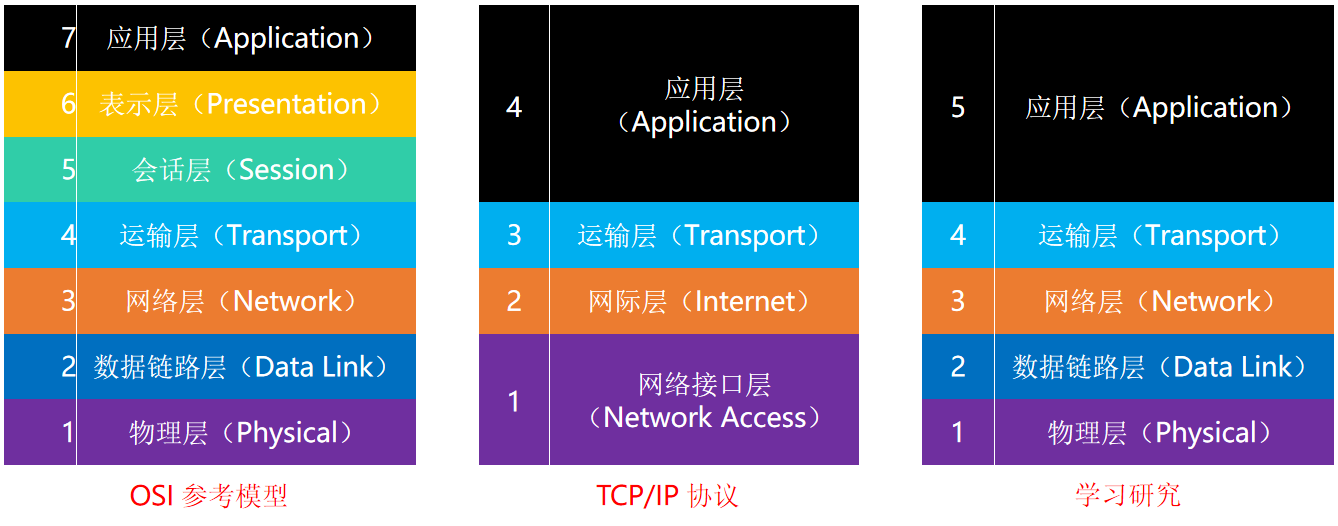 7 应用层（Application）
6 表示层（Presentation）
5 会话层（Session）
4 运输层（Transport）
3 网络层（Network）
2 数据链路层（Data Link）
1 物理层（Physical）
OSI 参考模型
4 应用层
（Application）
3 运输层（Transport）
2 网际层（Internet）
1 网络接口层
（Network Access）
TCP/IP 协议
5 应用层（Application）
4 运输层（Transport）
3 网络层（Network）
2 数据链路层（Data Link）
1 物理层（Physical）
学习研究